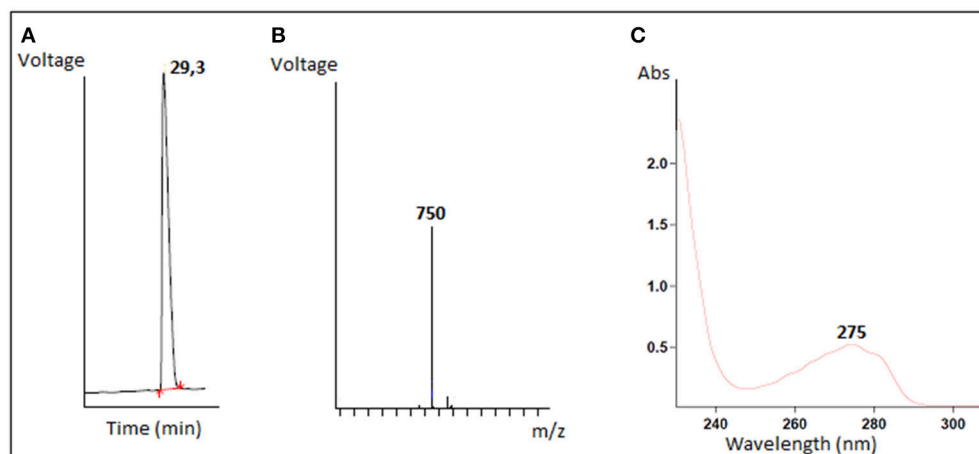 A
Voltage
29,3
Time (min)
B
Voltage
750
m/z
C
Abs
2.0
1.5
1.0
0.5
275
240
260
280
300
Wavelength (nm)